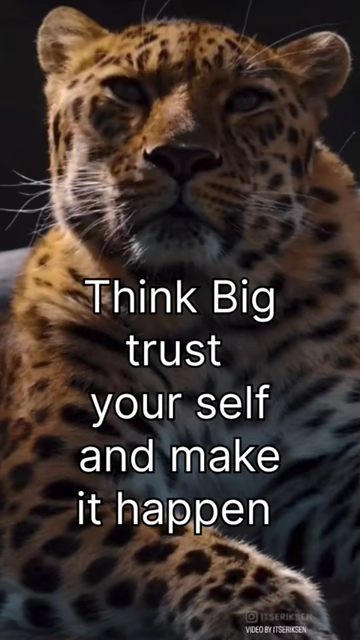 Think Big
trust
your self
and make
it happen
ITSERIKSEN
VIDEO BY ITSERIKSEN